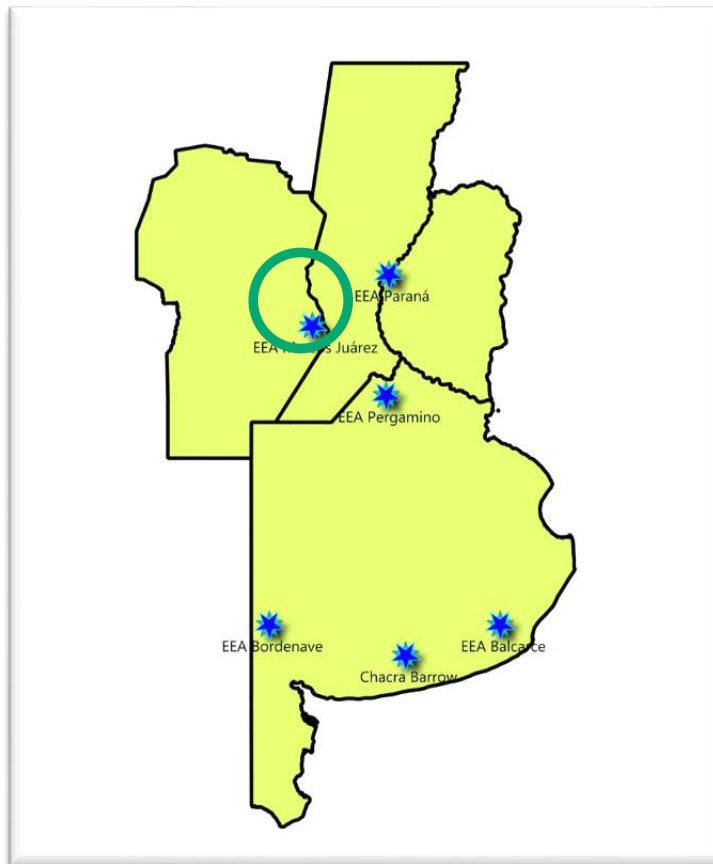 EEA Paraná
EEA Juárez
EEA Pergamino
EEA Bordenave
EEA Balcarce
Chacra Barrow